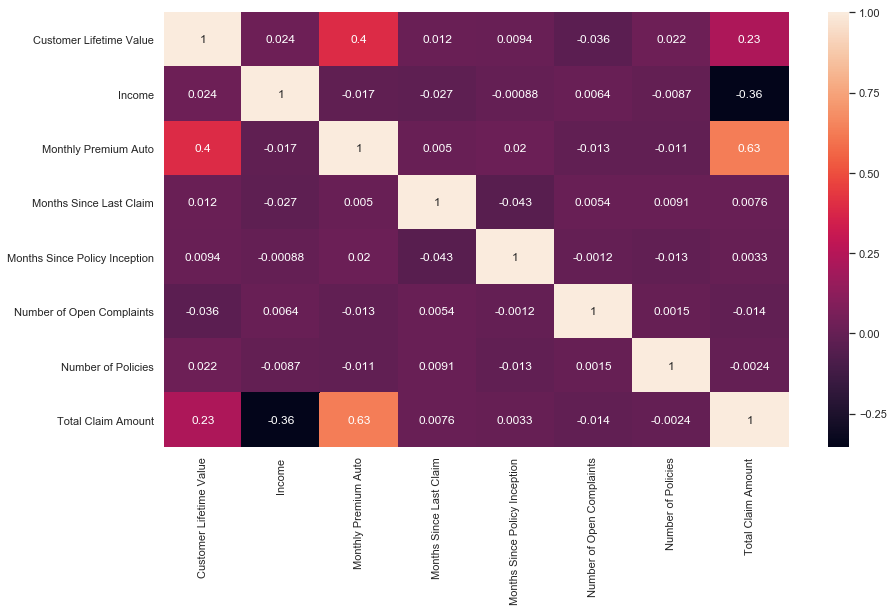 Customer Lifetime Value 1 0.024 0.4 0.012 0.0094 -0.036 0.022 0.23
Income 0.024 1 -0.017 -0.027 -0.00088 0.0064 -0.0087 -0.36
Monthly Premium Auto 0.4 -0.017 1 0.005 0.02 -0.013 -0.011 0.63
Months Since Last Claim 0.012 -0.027 0.005 1 -0.043 0.0054 0.0091 0.0076
Months Since Policy Inception 0.0094 -0.00088 0.02 -0.043 1 -0.0012 -0.013 0.0033
Number of Open Complaints -0.036 0.0064 -0.013 0.0054 -0.0012 1 0.0015 -0.014
Number of Policies 0.022 -0.0087 -0.011 0.0091 -0.013 0.0015 1 -0.0024
Total Claim Amount 0.23 -0.36 0.63 0.0076 0.0033 -0.014 -0.0024 1
Customer Lifetime Value
Income
Monthly Premium Auto
Months Since Last Claim
Months Since Policy Inception
Number of Open Complaints
Number of Policies
Total Claim Amount
1.00
0.75
0.50
0.25
0.00
−0.25